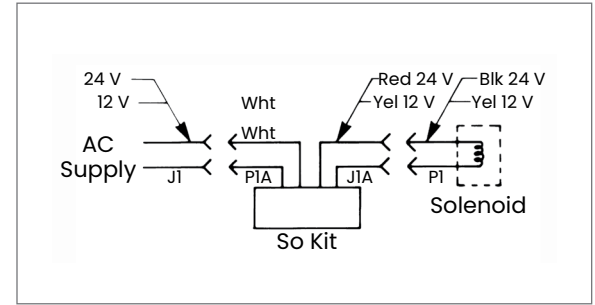 24 V
12 V
Wht
Wht
Red 24 V
Yel 12 V
Blk 24 V
Yel 12 V
AC
Supply
J1
P1A
J1A
P1
Solenoid
So Kit